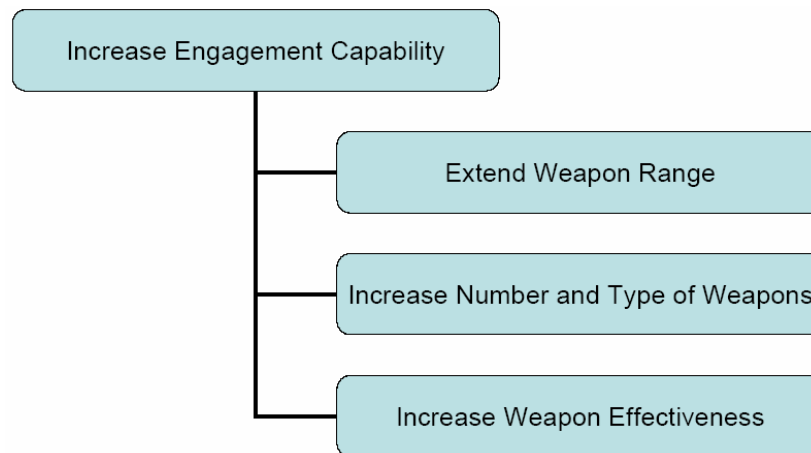 Increase Engagement Capability
Extend Weapon Range
Increase Number and Type of Weapons
Increase Weapon Effectiveness